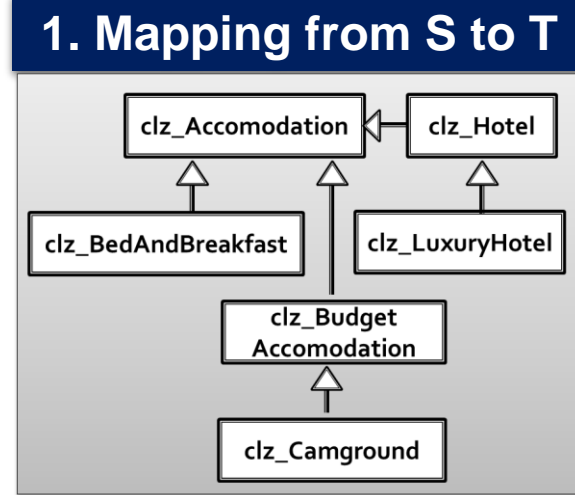 1. Mapping from S to T
clz_Accomodation
clz_Hotel
clz_BedAndBreakfast
clz_LuxuryHotel
clz_Budget
Accomodation
clz_Camground